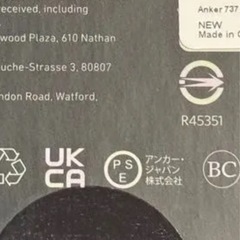 received, including
Anker 737
NEW
Made in C
wood Plaza, 610 Nathan
uche-Strasse 3, 80807
ndon Road, Watford,
R45351
UK
CA
PS
E
アンカー・
ジャパン
株式会社
BC